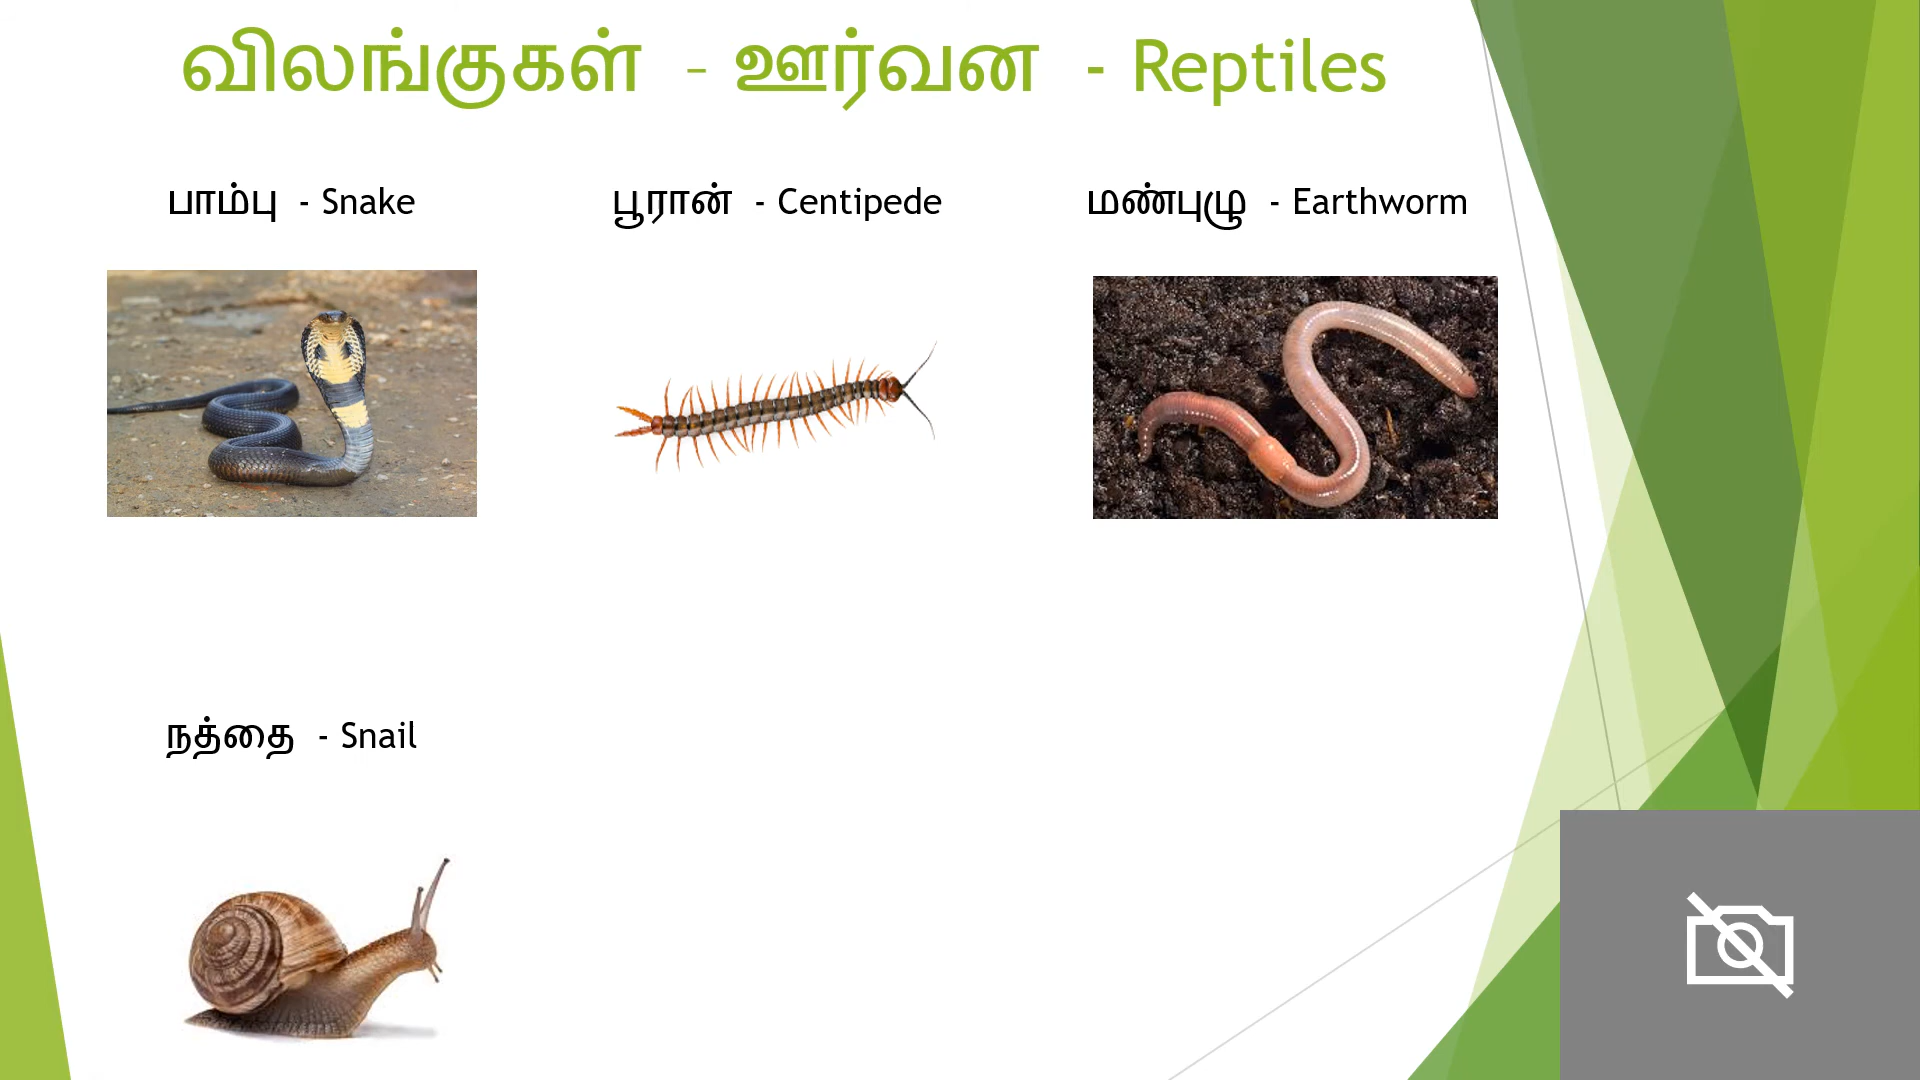 விலங்குகள் – ஊர்வன - Reptiles
பாம்பு - Snake
பூரான் - Centipede
மண்புழு - Earthworm
நத்தை - Snail